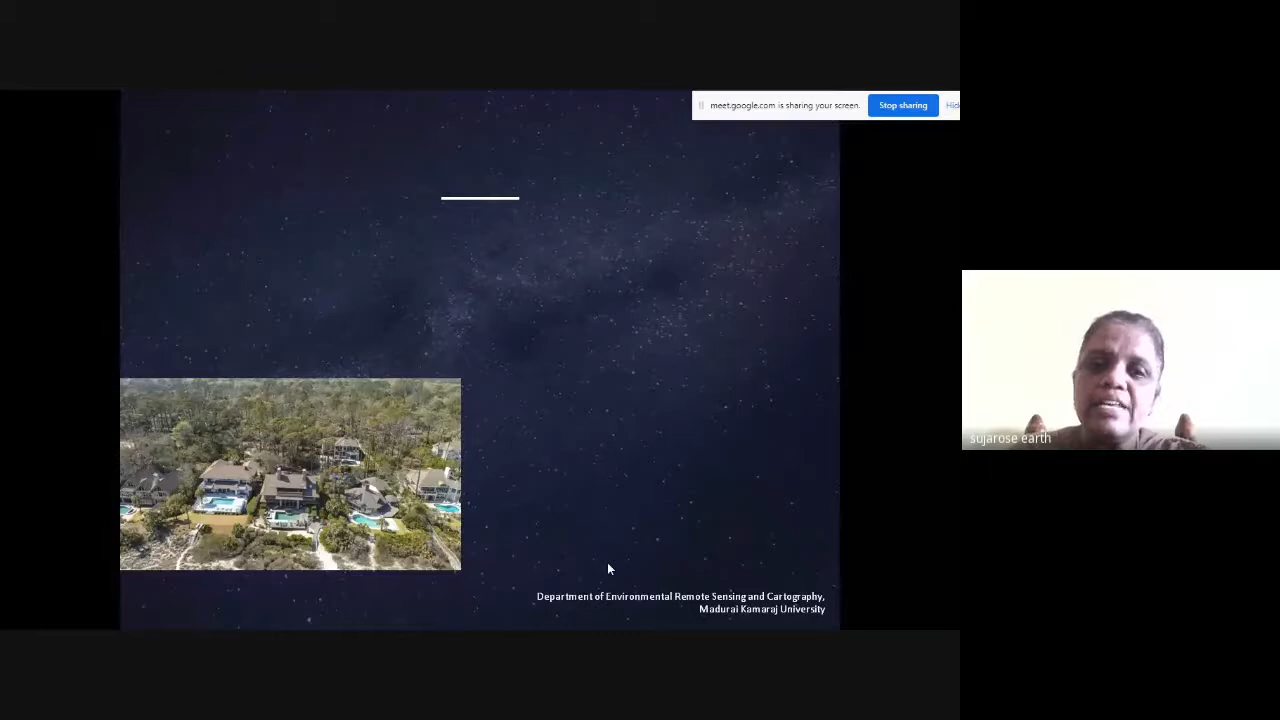 meet.google.com is sharing your screen. Stop sharing
sujarose earth
Department of Environmental Remote Sensing and Cartography,
Madurai Kamaraj University